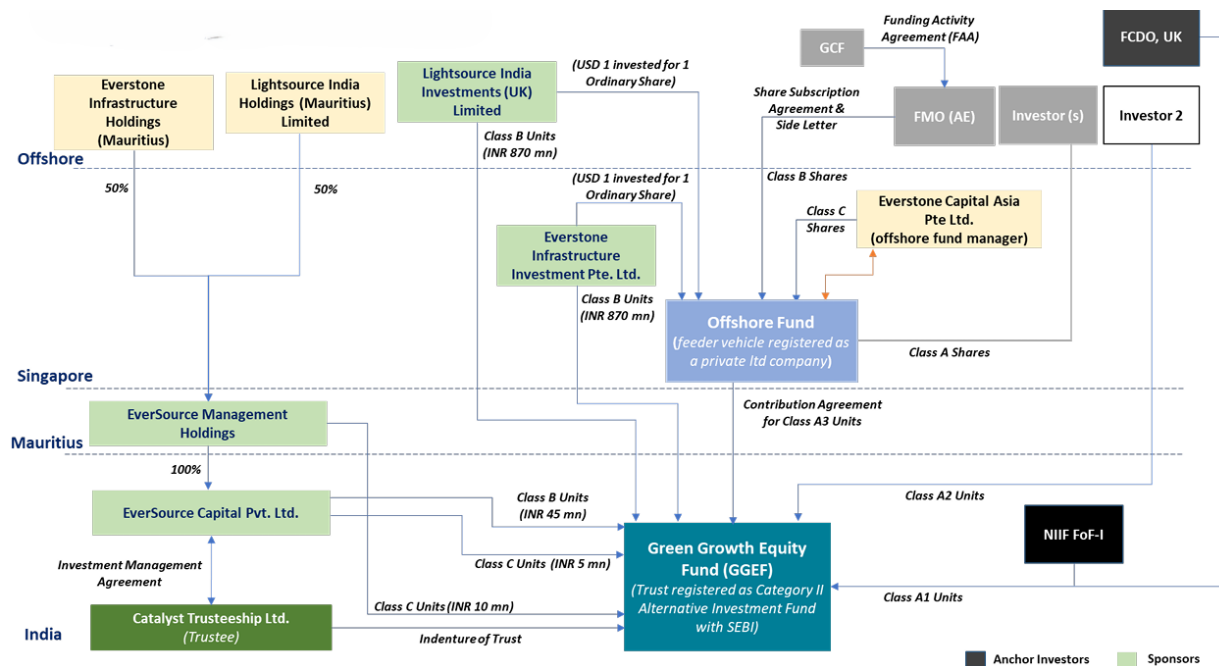 Funding Activity
Agreement (FAA)
GCF
FCDO, UK
Everstone
Infrastructure
Holdings
(Mauritius)
Lightsource India
Holdings (Mauritius)
Limited
Lightsource India
Investments (UK)
Limited
(USD 1 invested for 1
Ordinary Share)
Share Subscription
Agreement &
Side Letter
FMO (AE)
Investor (s)
Investor 2
Class B Units
(INR 870 mn)
Offshore
50%
50%
(USD 1 invested for 1
Ordinary Share)
Class B Shares
Class C
Shares
Everstone Capital Asia
Pte Ltd.
(offshore fund manager)
Everstone
Infrastructure
Investment Pte. Ltd.
Class B Units
(INR 870 mn)
Offshore Fund
(feeder vehicle registered as
a private ltd company)
Class A Shares
Singapore
EverSource Management
Holdings
Contribution Agreement
for Class A3 Units
Mauritius
100%
EverSource Capital Pvt. Ltd.
Class B Units
(INR 45 mn)
Class A2 Units
NIIF FoF-I
Green Growth Equity
Fund (GGEF)
(Trust registered as Category II
Alternative Investment Fund
with SEBI)
Class C Units (INR 5 mn)
Investment Management
Agreement
Class A1 Units
Class C Units (INR 10 mn)
Catalyst Trusteeship Ltd.
(Trustee)
Indenture of Trust
India
Anchor Investors
Sponsors